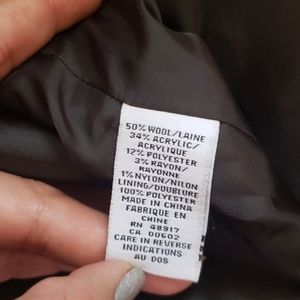 50% WOOL/LAINE
34% ACRYLIC/
ACRYLIQUE
12% POLYESTER
3% RAYON/
RAYONNE
1% NYLON/NILON
LINING/DOUBLURE
100% POLYESTER
MADE IN CHINA
FABRIQUE EN
CHINE
RN 48917
CA 00602
CARE IN REVERSE
INDICATIONS
AU DOS